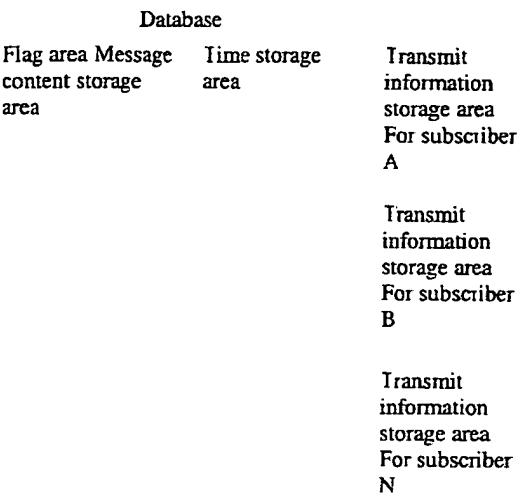 Database
Flag area Message content storage area
Time storage area
Transmit information storage area For subscriber A
Transmit information storage area For subscriber B
Transmit information storage area For subscriber N